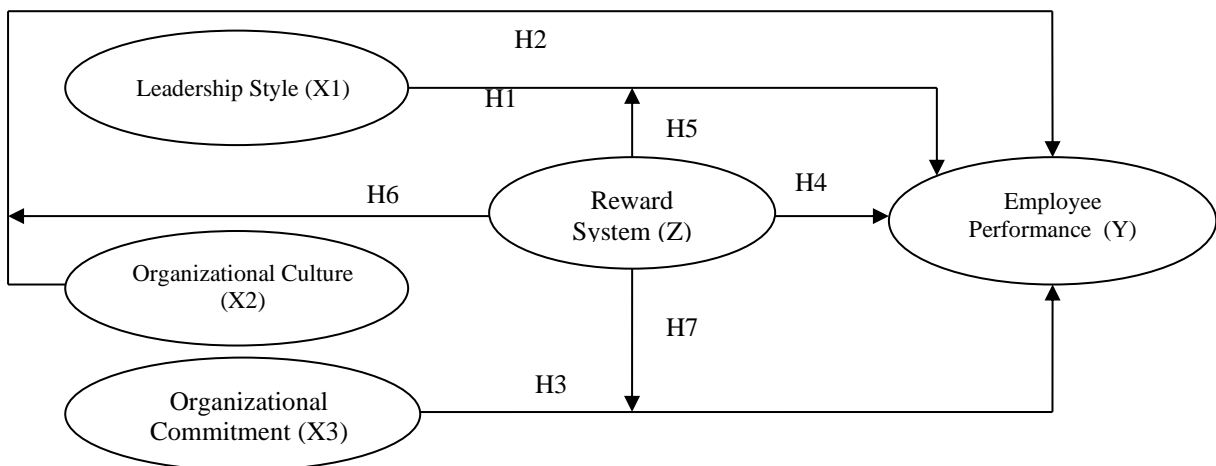 H2
Leadership Style (X1)
H1
H5
Reward
System (Z)
H4
Employee
Performance (Y)
H6
Organizational Culture
(X2)
H7
H3
Organizational
Commitment (X3)